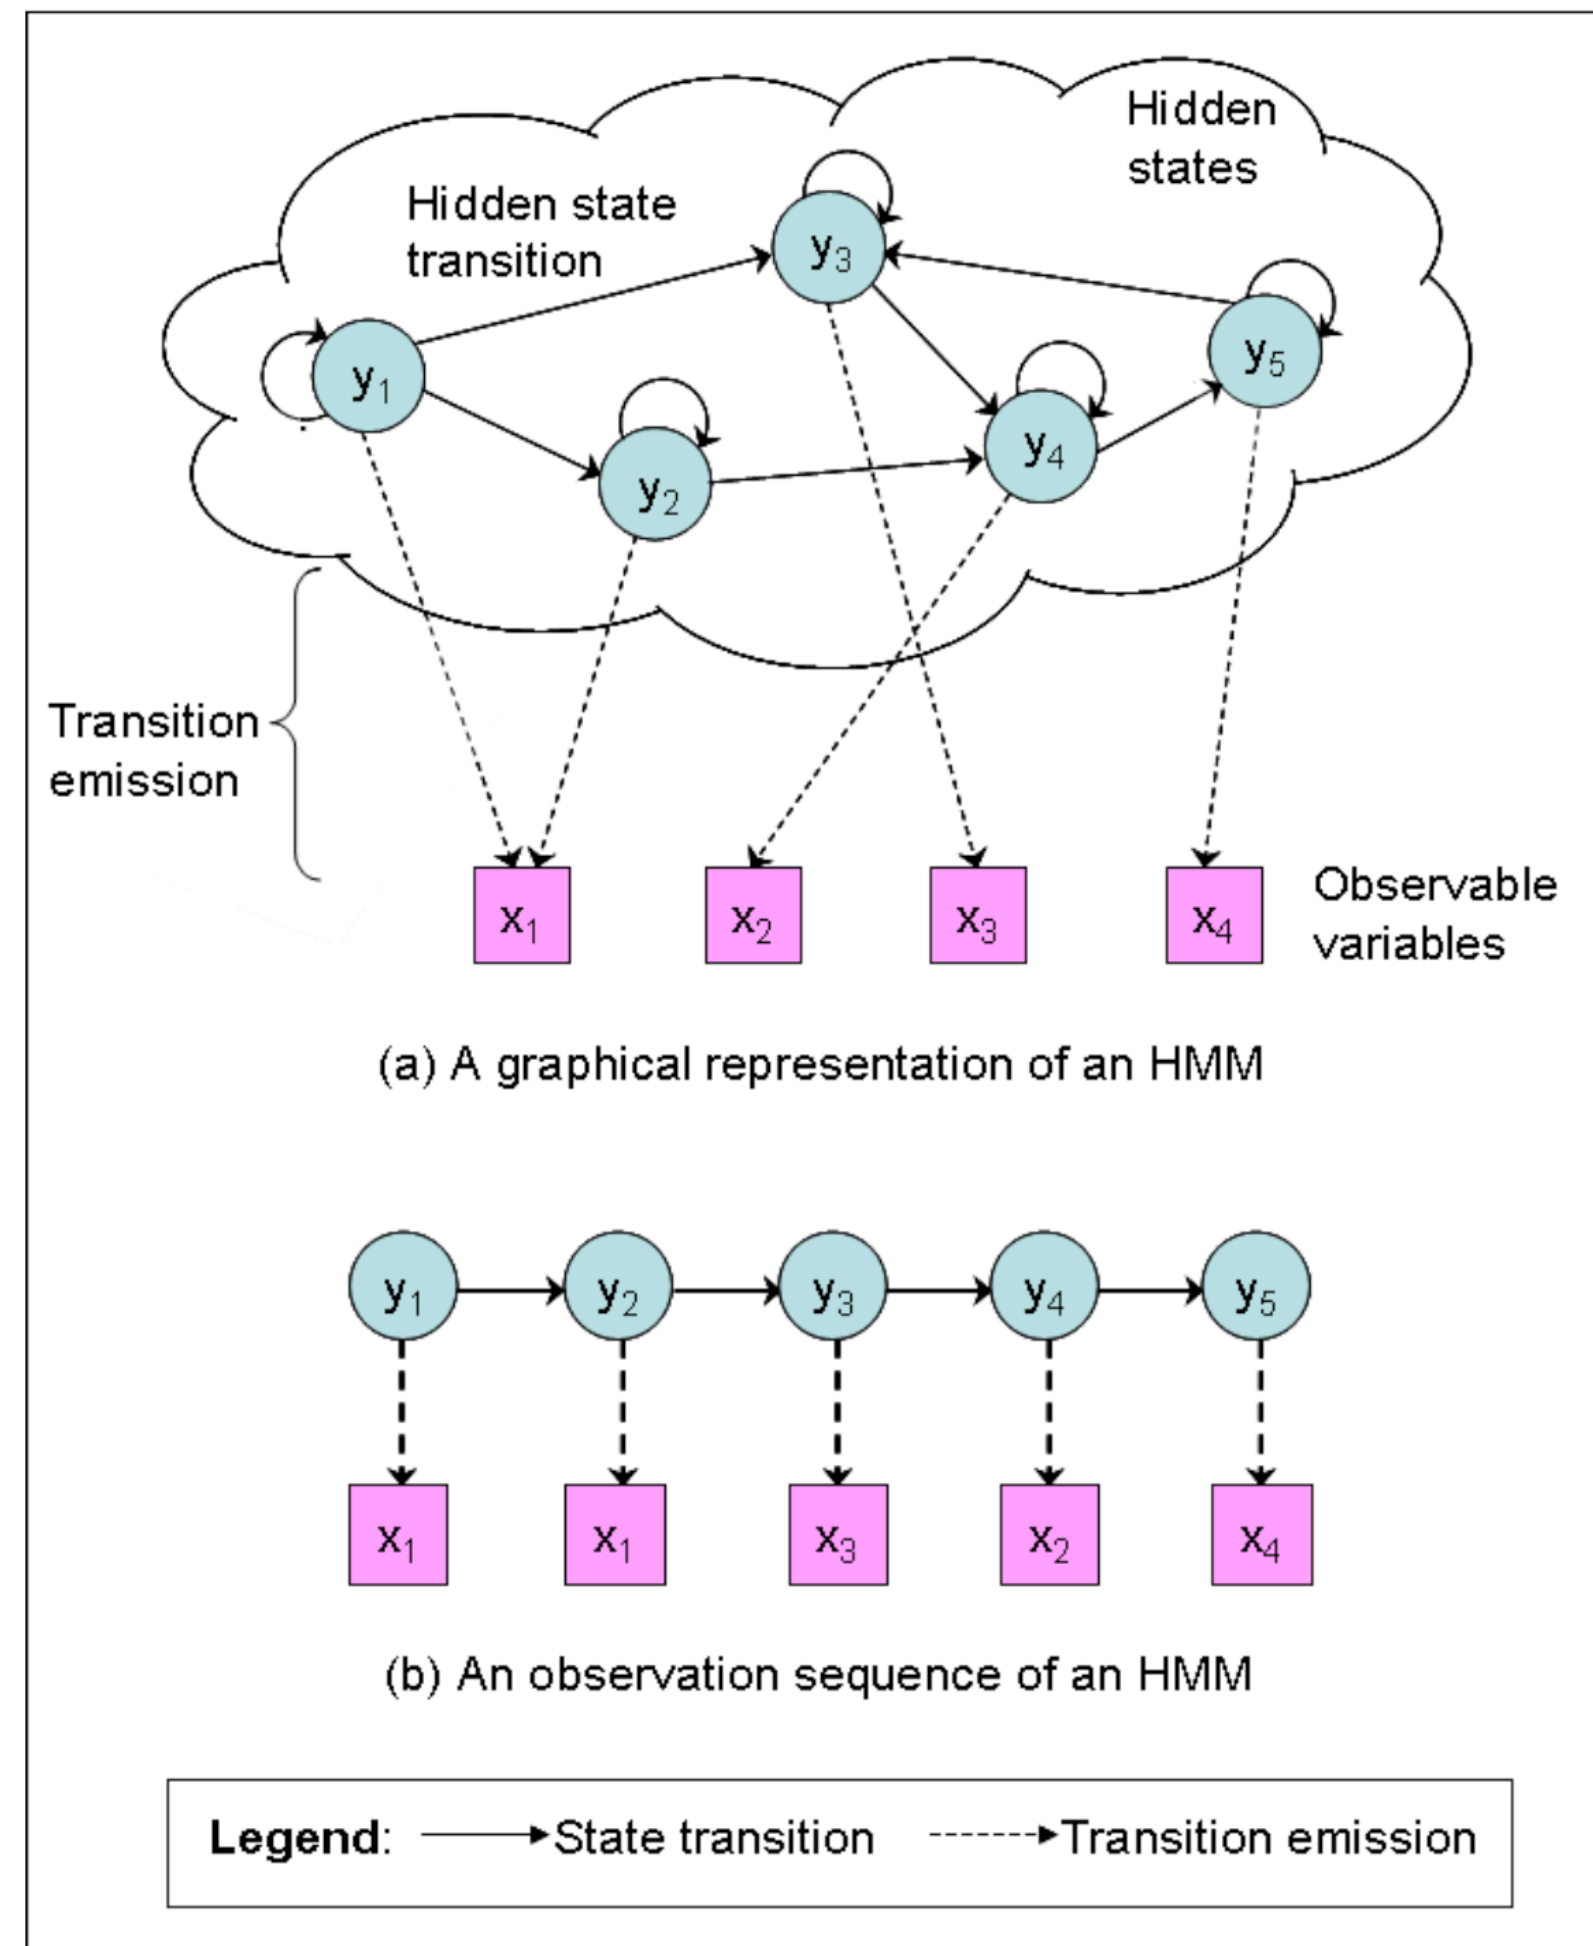 Hidden
states
Hidden state
transition
y₃
y₁
y₅
y₄
y₂
Transition
emission
x₁ x₂ x₃ x₄
Observable
variables
(a) A graphical representation of an HMM
y₁ y₂ y₃ y₄ y₅
x₁ x₁ x₃ x₂ x₄
(b) An observation sequence of an HMM
Legend: State transition Transition emission